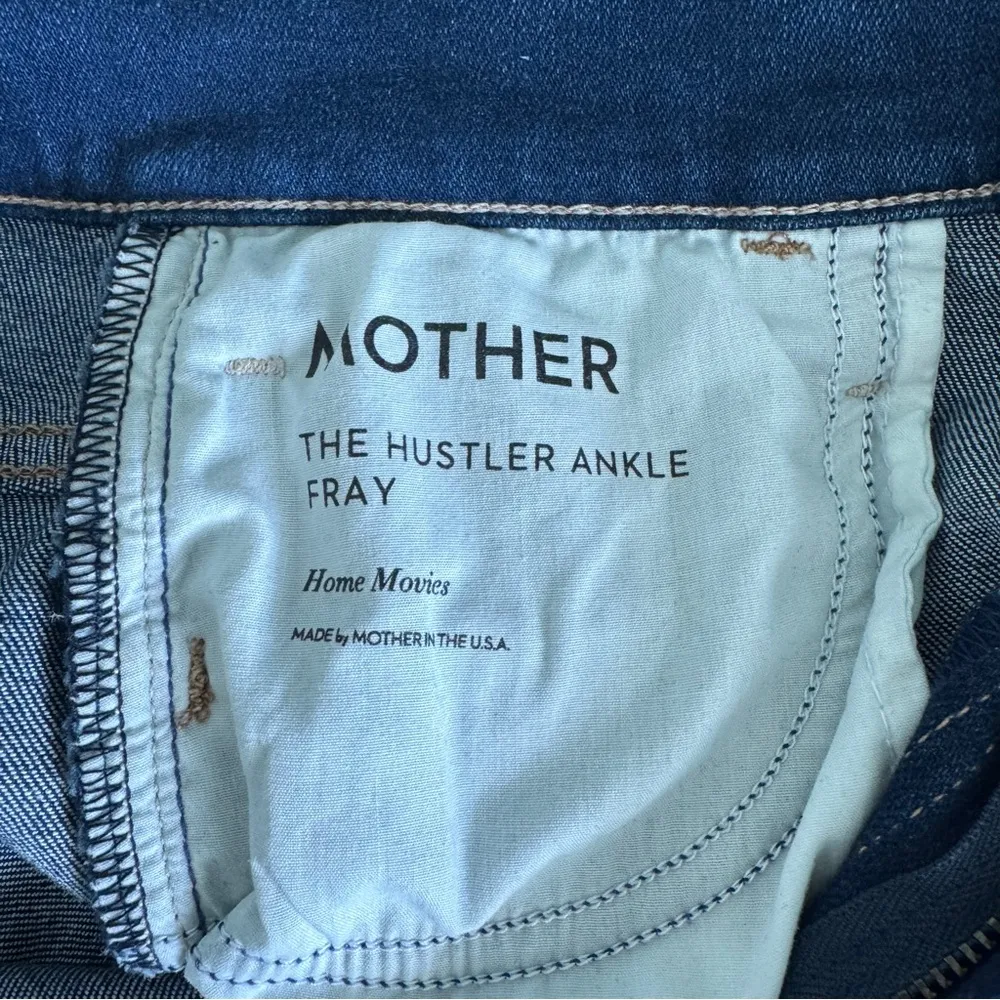 MOTHER
THE HUSTLER ANKLE
FRAY
Home Movies
MADE by MOTHER IN THE U.S.A.